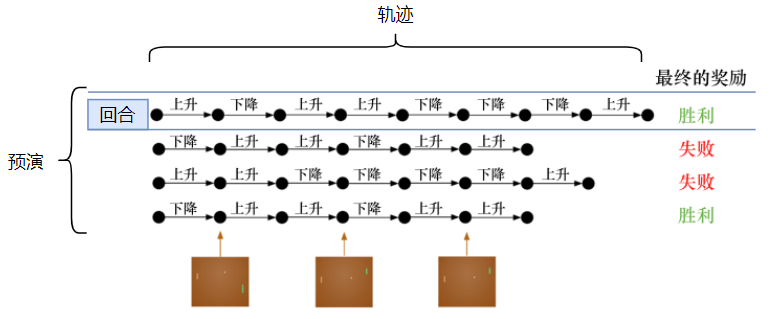 轨迹
最终的奖励
回合 上升 下降 上升 上升 下降 下降 下降 上升 胜利
下降 上升 上升 下降 上升 上升 失败
预演
上升 上升 下降 下降 下降 下降 上升 失败
下降 上升 上升 下降 上升 上升 胜利